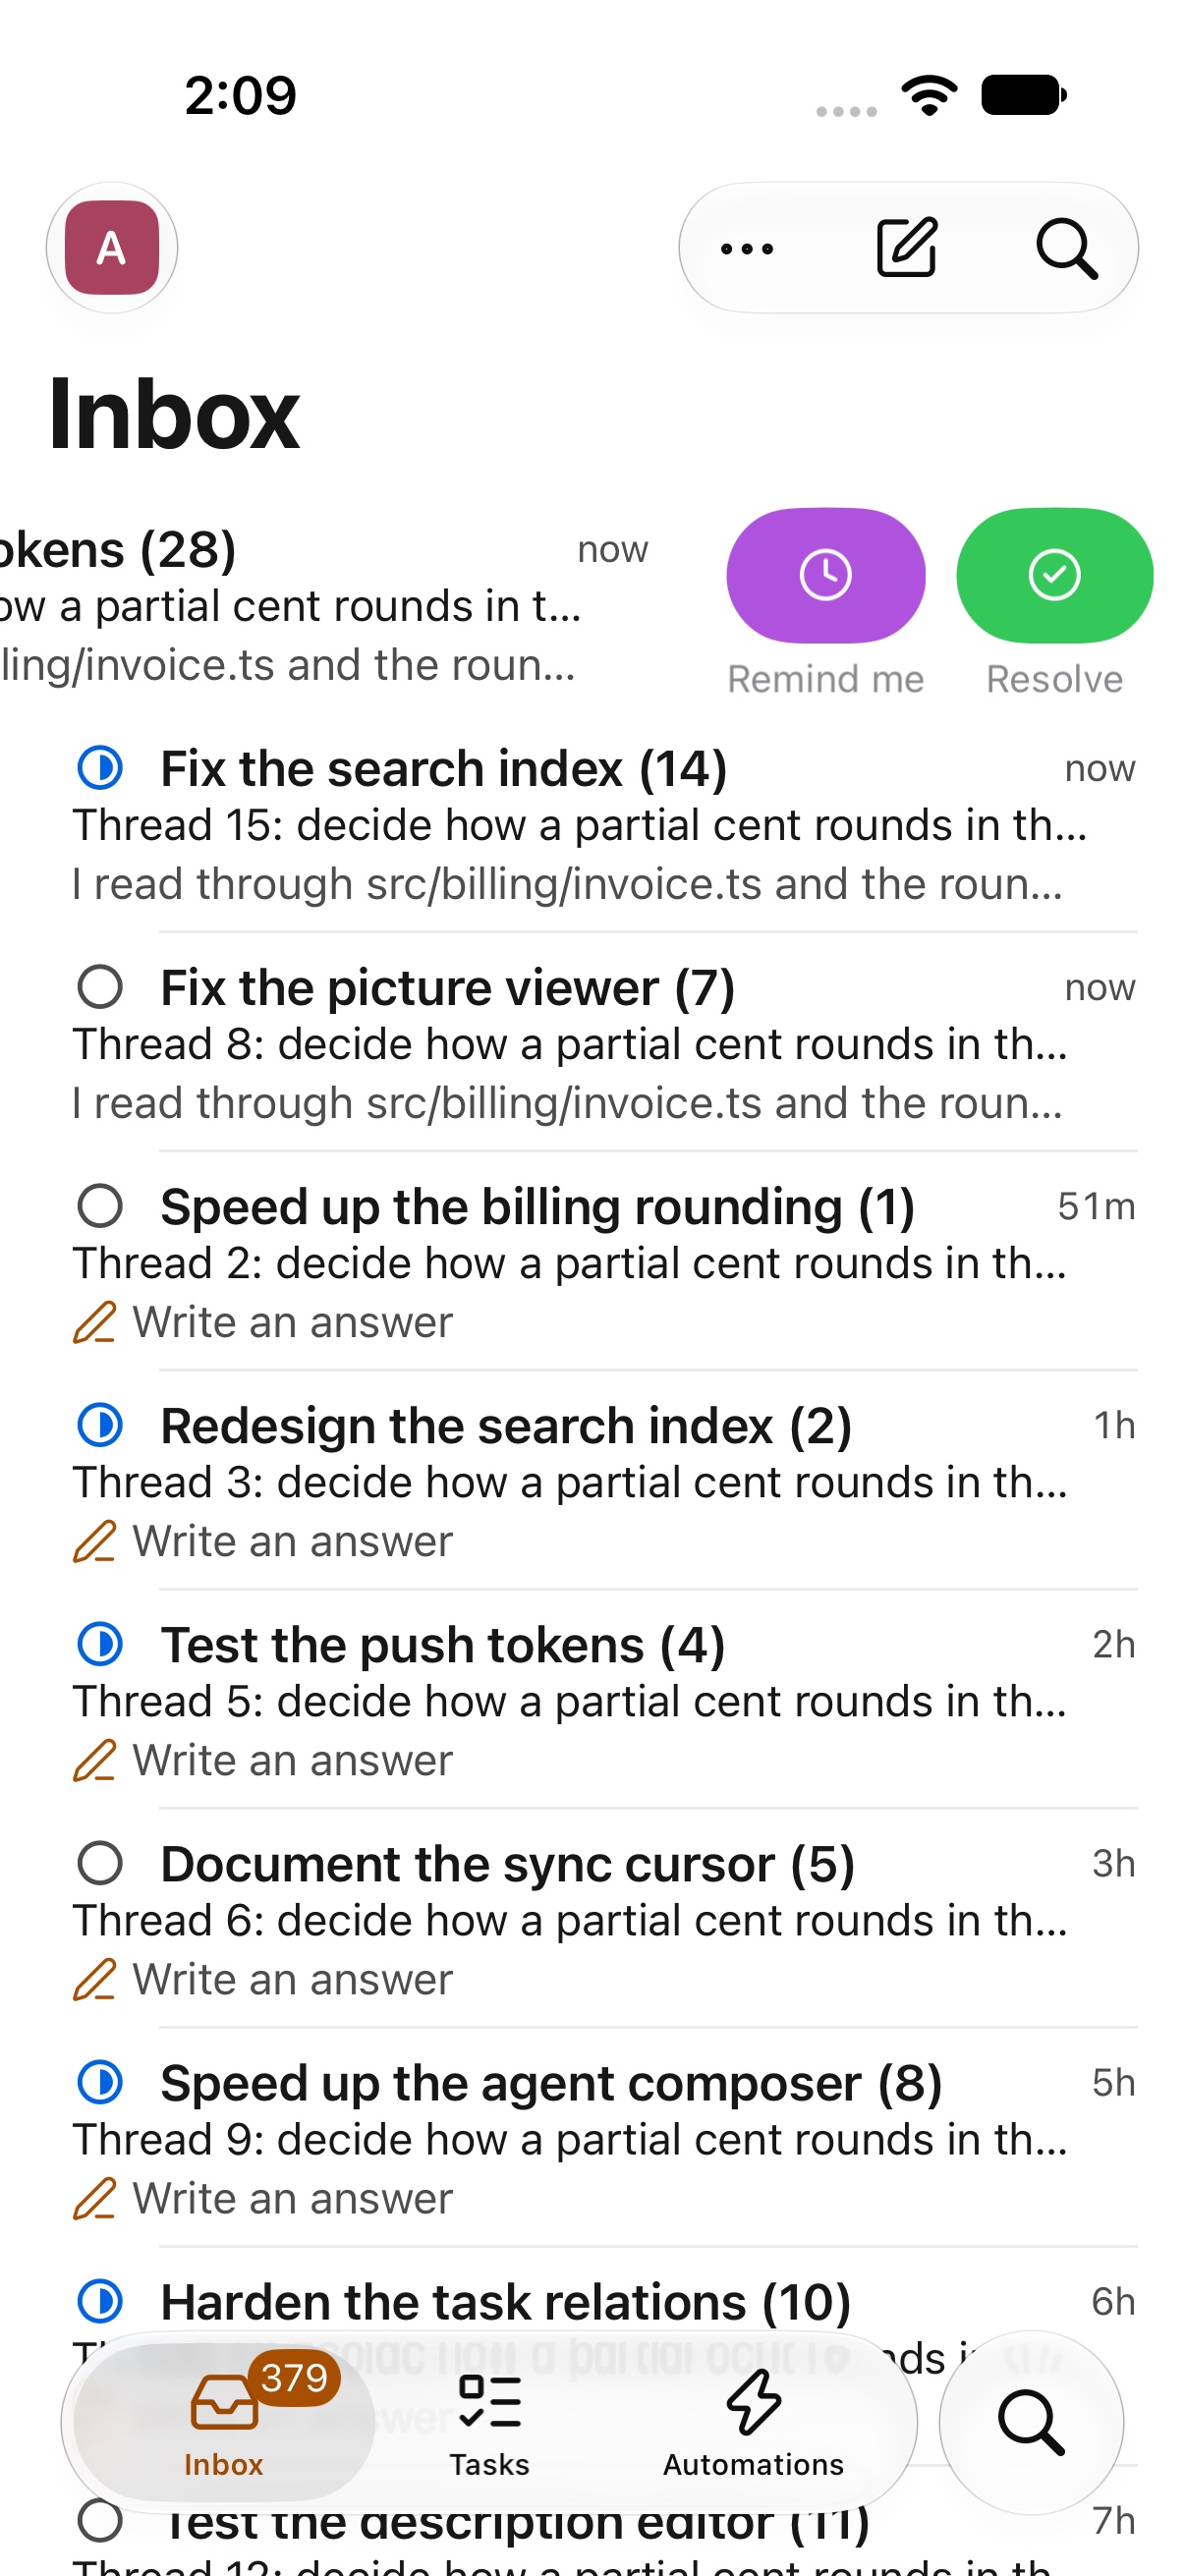 2:09
A
Inbox
okens (28) now
ow a partial cent rounds in t...
ling/invoice.ts and the roun...
Remind me Resolve
Fix the search index (14) now
Thread 15: decide how a partial cent rounds in th...
I read through src/billing/invoice.ts and the roun...
Fix the picture viewer (7) now
Thread 8: decide how a partial cent rounds in th...
I read through src/billing/invoice.ts and the roun...
Speed up the billing rounding (1) 51m
Thread 2: decide how a partial cent rounds in th...
Write an answer
Redesign the search index (2) 1h
Thread 3: decide how a partial cent rounds in th...
Write an answer
Test the push tokens (4) 2h
Thread 5: decide how a partial cent rounds in th...
Write an answer
Document the sync cursor (5) 3h
Thread 6: decide how a partial cent rounds in th...
Write an answer
Speed up the agent composer (8) 5h
Thread 9: decide how a partial cent rounds in th...
Write an answer
Harden the task relations (10) 6h
379
Inbox Tasks Automations
Test the description editor (11) 7h
Thread 12: decide how a partial cent rounds in th